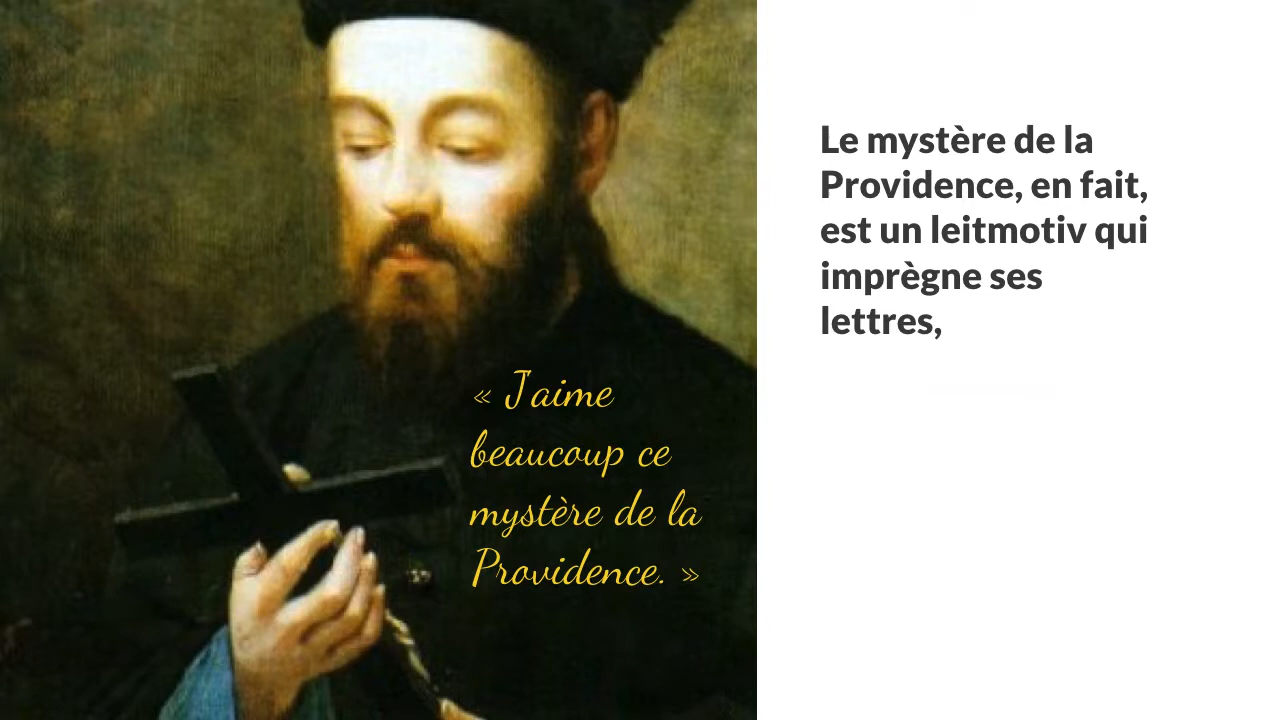 « J'aime
beaucoup ce
mystère de la
Providence. »
Le mystère de la
Providence, en fait,
est un leitmotiv qui
imprègne ses
lettres,